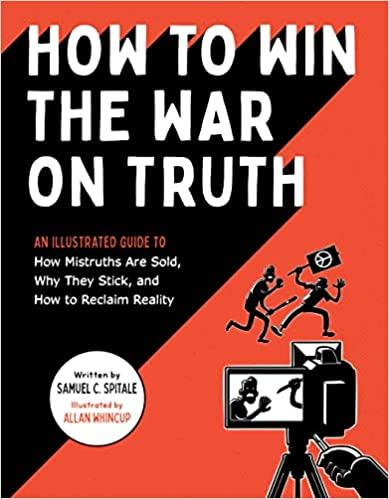 HOW TO WIN
THE WAR
ON TRUTH
AN ILLUSTRATED GUIDE TO
How Mistruths Are Sold,
Why They Stick, and
How to Reclaim Reality
Written by
SAMUEL C. SPITALE
Illustrated by
ALLAN WHINCUP